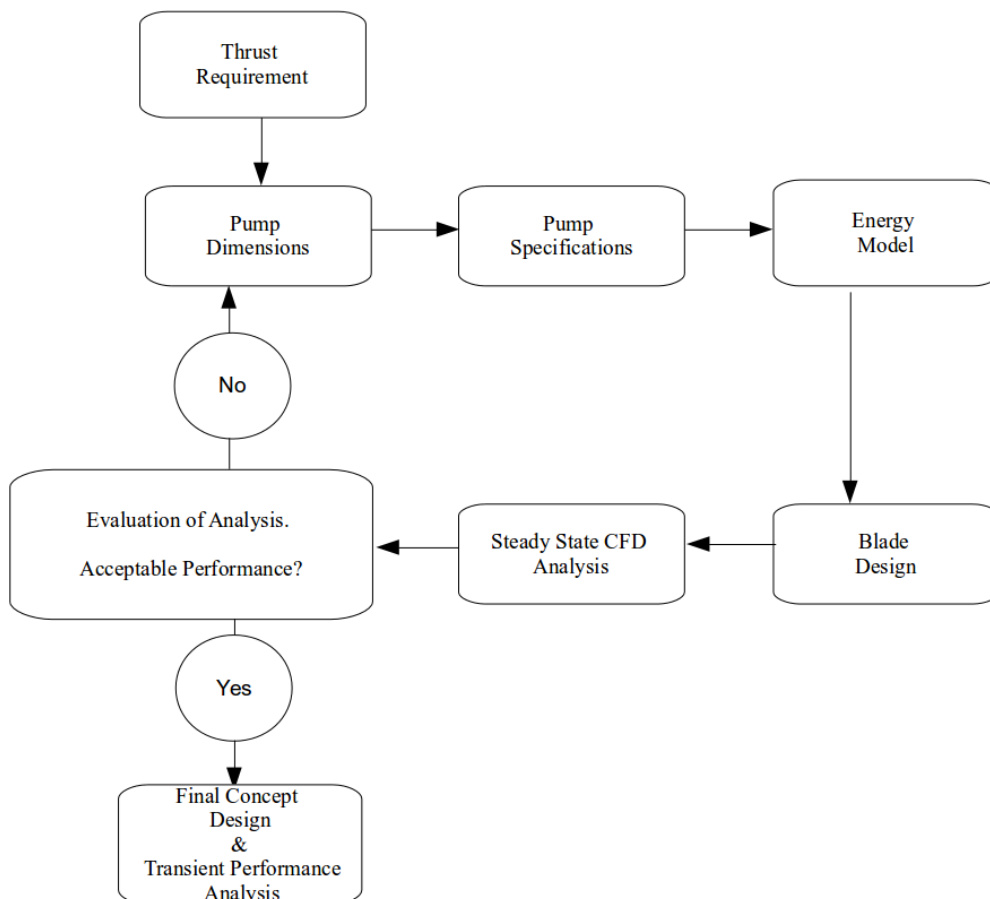 Thrust
Requirement
Pump
Dimensions
Pump
Specifications
Energy
Model
No
Evaluation of Analysis.
Acceptable Performance?
Steady State CFD
Analysis
Blade
Design
Yes
Final Concept
Design
&
Transient Performance
Analysis